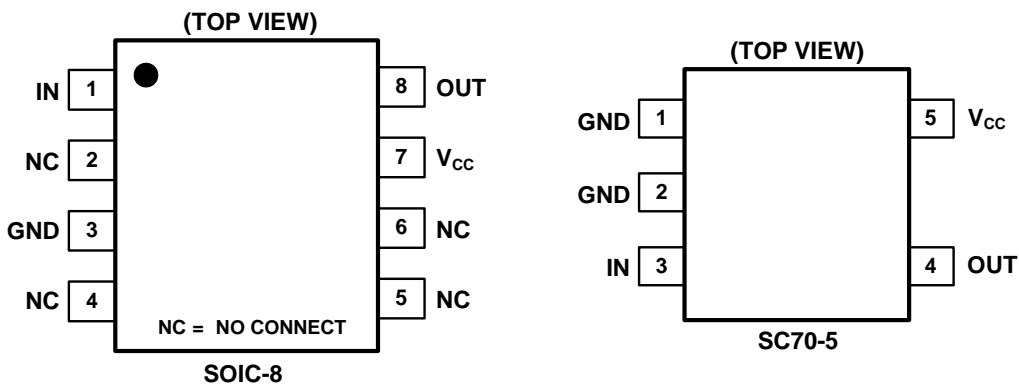 (TOP VIEW)
IN 1
8 OUT
NC 2
7 VCC
GND 3
6 NC
NC 4
5 NC
NC = NO CONNECT
SOIC-8
(TOP VIEW)
GND 1
5 VCC
GND 2
IN 3
4 OUT
SC70-5